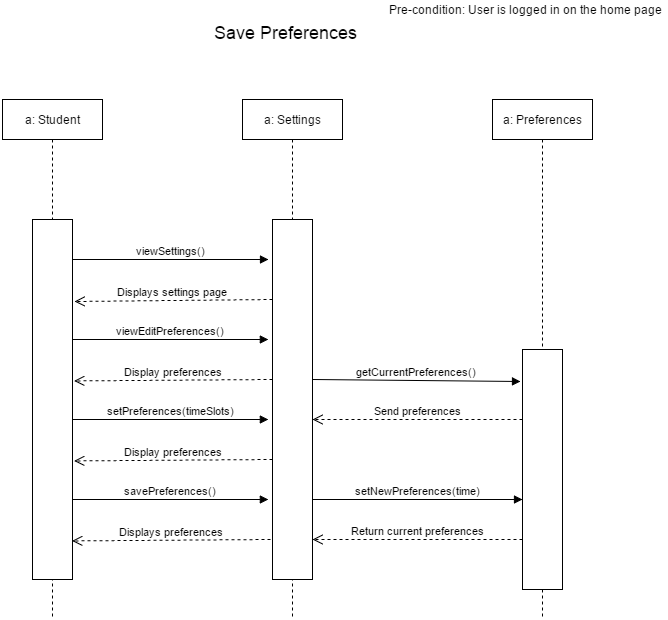 Pre-condition: User is logged in on the home page
Save Preferences
a: Student
a: Settings
a: Preferences
viewSettings()
Displays settings page
viewEditPreferences()
Display preferences
getCurrentPreferences()
setPreferences(timeSlots)
Send preferences
Display preferences
savePreferences()
setNewPreferences(time)
Displays preferences
Return current preferences